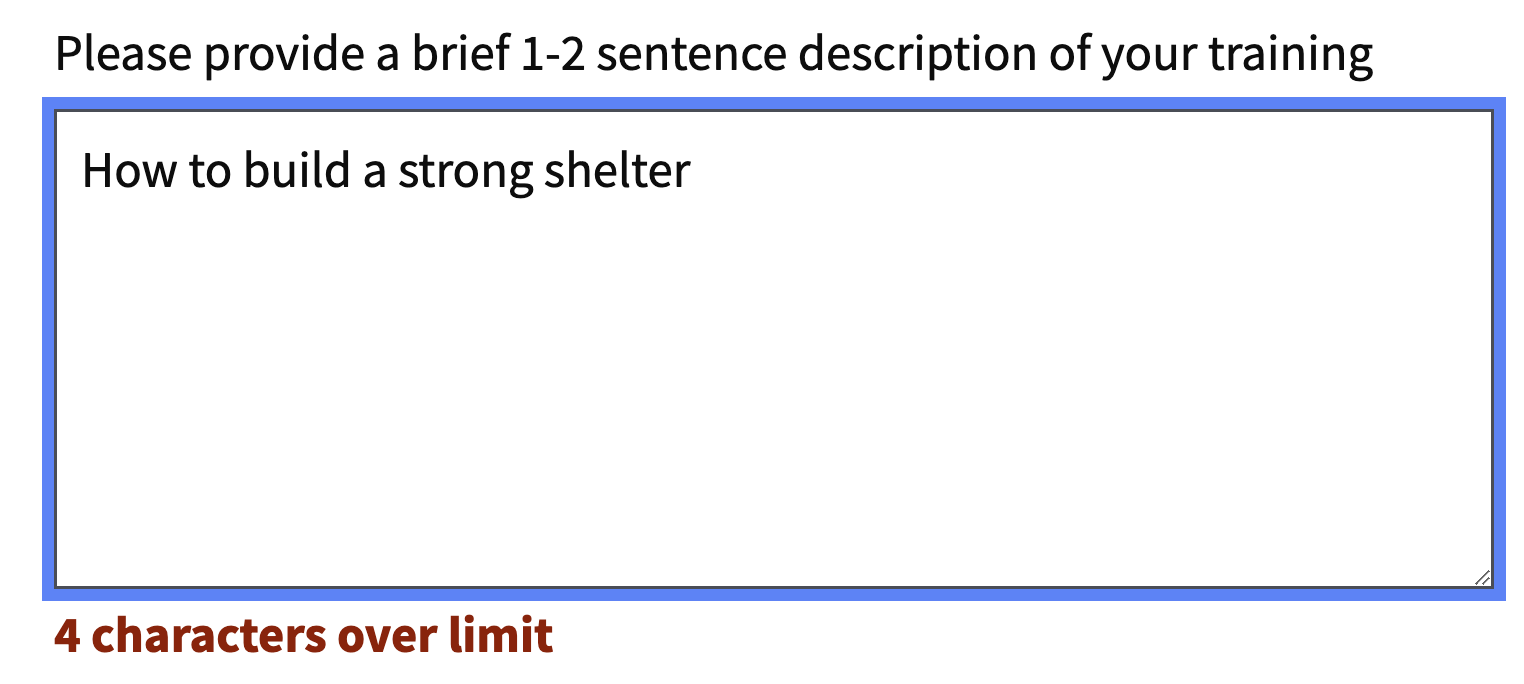 Please provide a brief 1-2 sentence description of your training
How to build a strong shelter
4 characters over limit